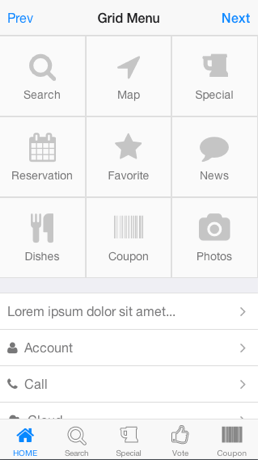 Prev Grid Menu Next
Search Map Special
Reservation Favorite News
Dishes Coupon Photos
Lorem ipsum dolor sit amet...
Account
Call
Cloud
HOME Search Special Vote Coupon